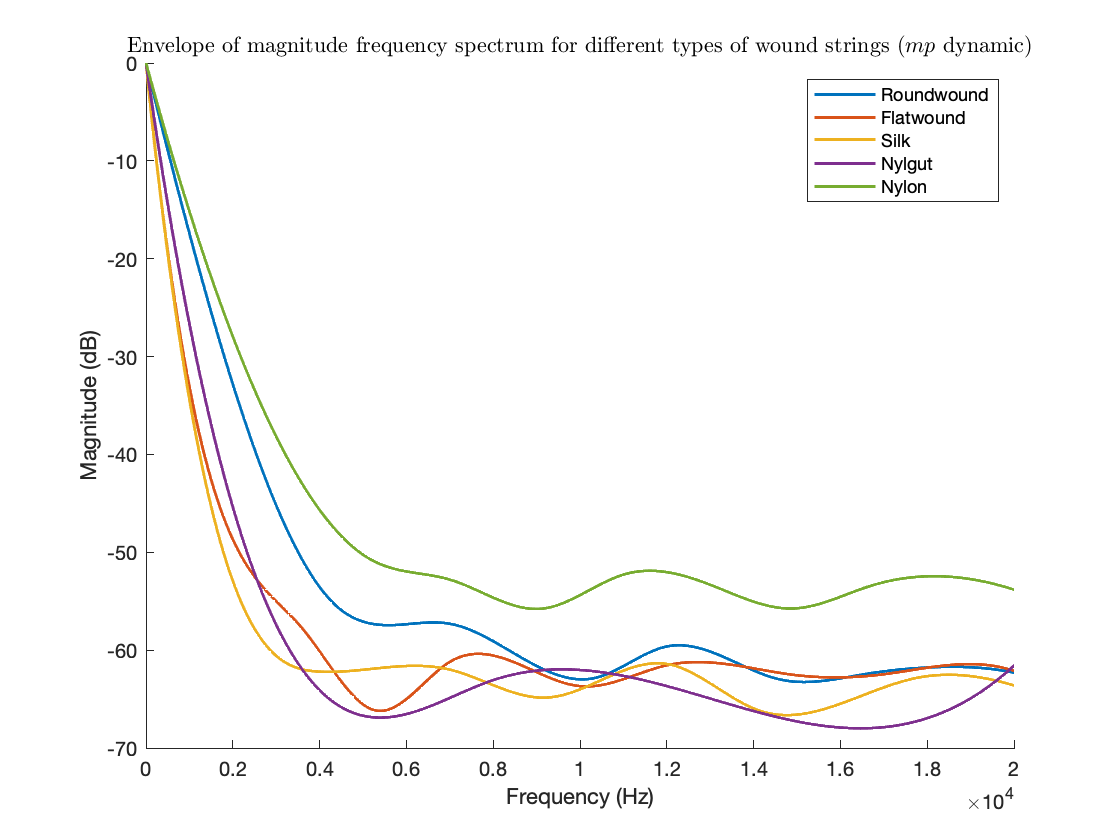 Envelope of magnitude frequency spectrum for different types of wound strings (mp dynamic)
0
-10
-20
-30
-40
-50
-60
-70
Magnitude (dB)
Roundwound
Flatwound
Silk
Nylgut
Nylon
0 0.2 0.4 0.6 0.8 1 1.2 1.4 1.6 1.8 2
Frequency (Hz)
×10⁴